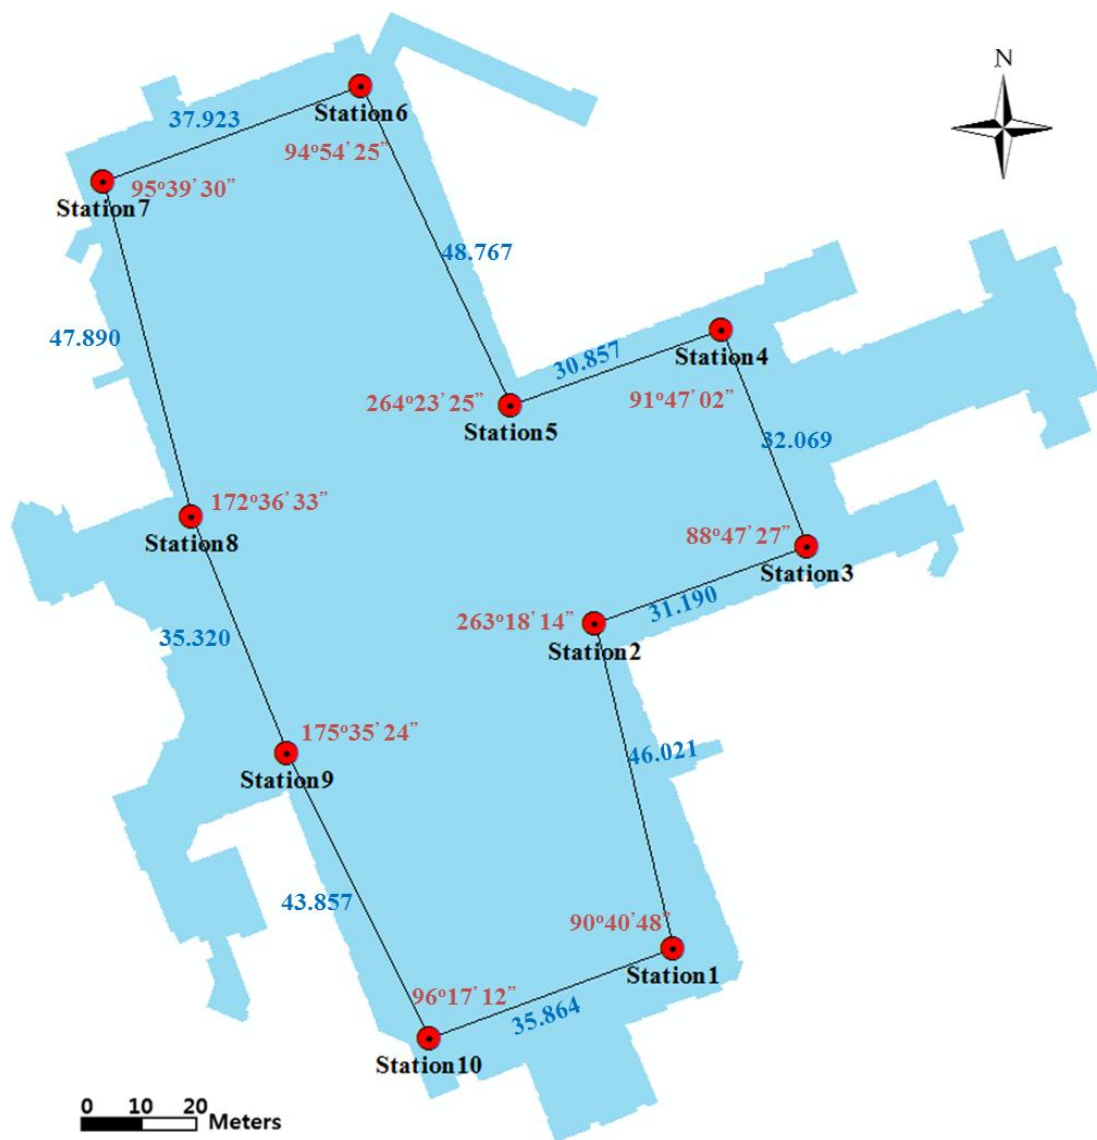 N
Station6
37.923
94°54'25"
95°39'30"
Station7
48.767
47.890
Station4
30.857
91°47'02"
264°23'25"
Station5
32.069
172°36'33"
Station8
88°47'27"
Station3
31.190
263°18'14"
Station2
35.320
175°35'24"
Station9
46.021
43.857
90°40'48"
Station1
96°17'12"
35.864
Station10
0 10 20 Meters